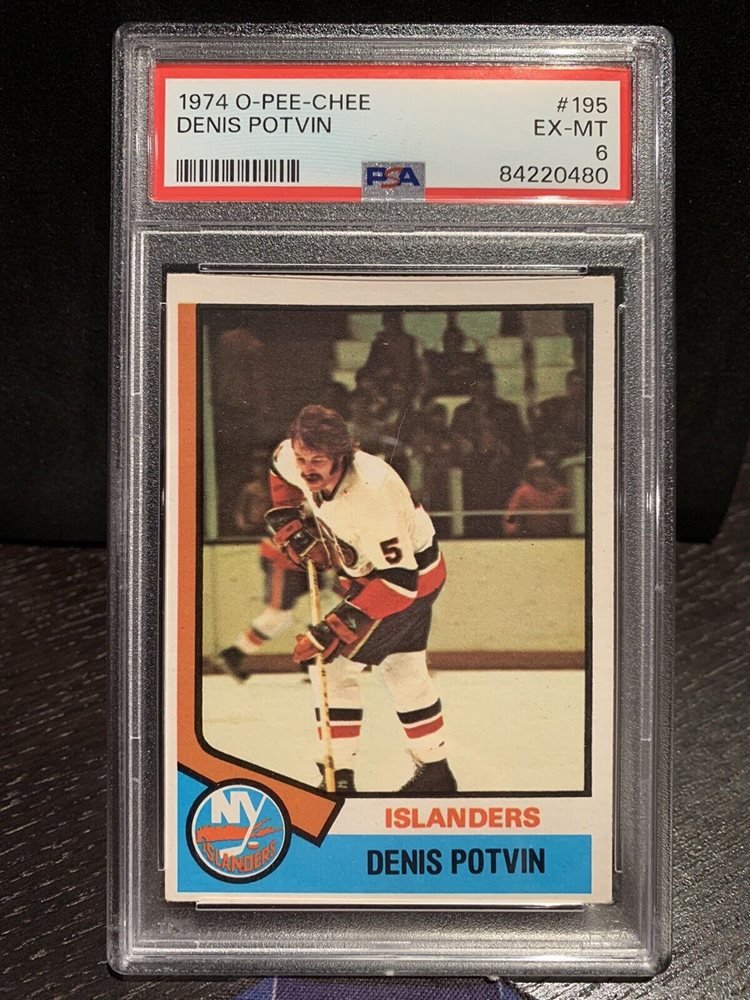 1974 O-PEE-CHEE
DENIS POTVIN
#195
EX-MT
6
84220480
PSA
5
NY
ISLANDERS
ISLANDERS
DENIS POTVIN